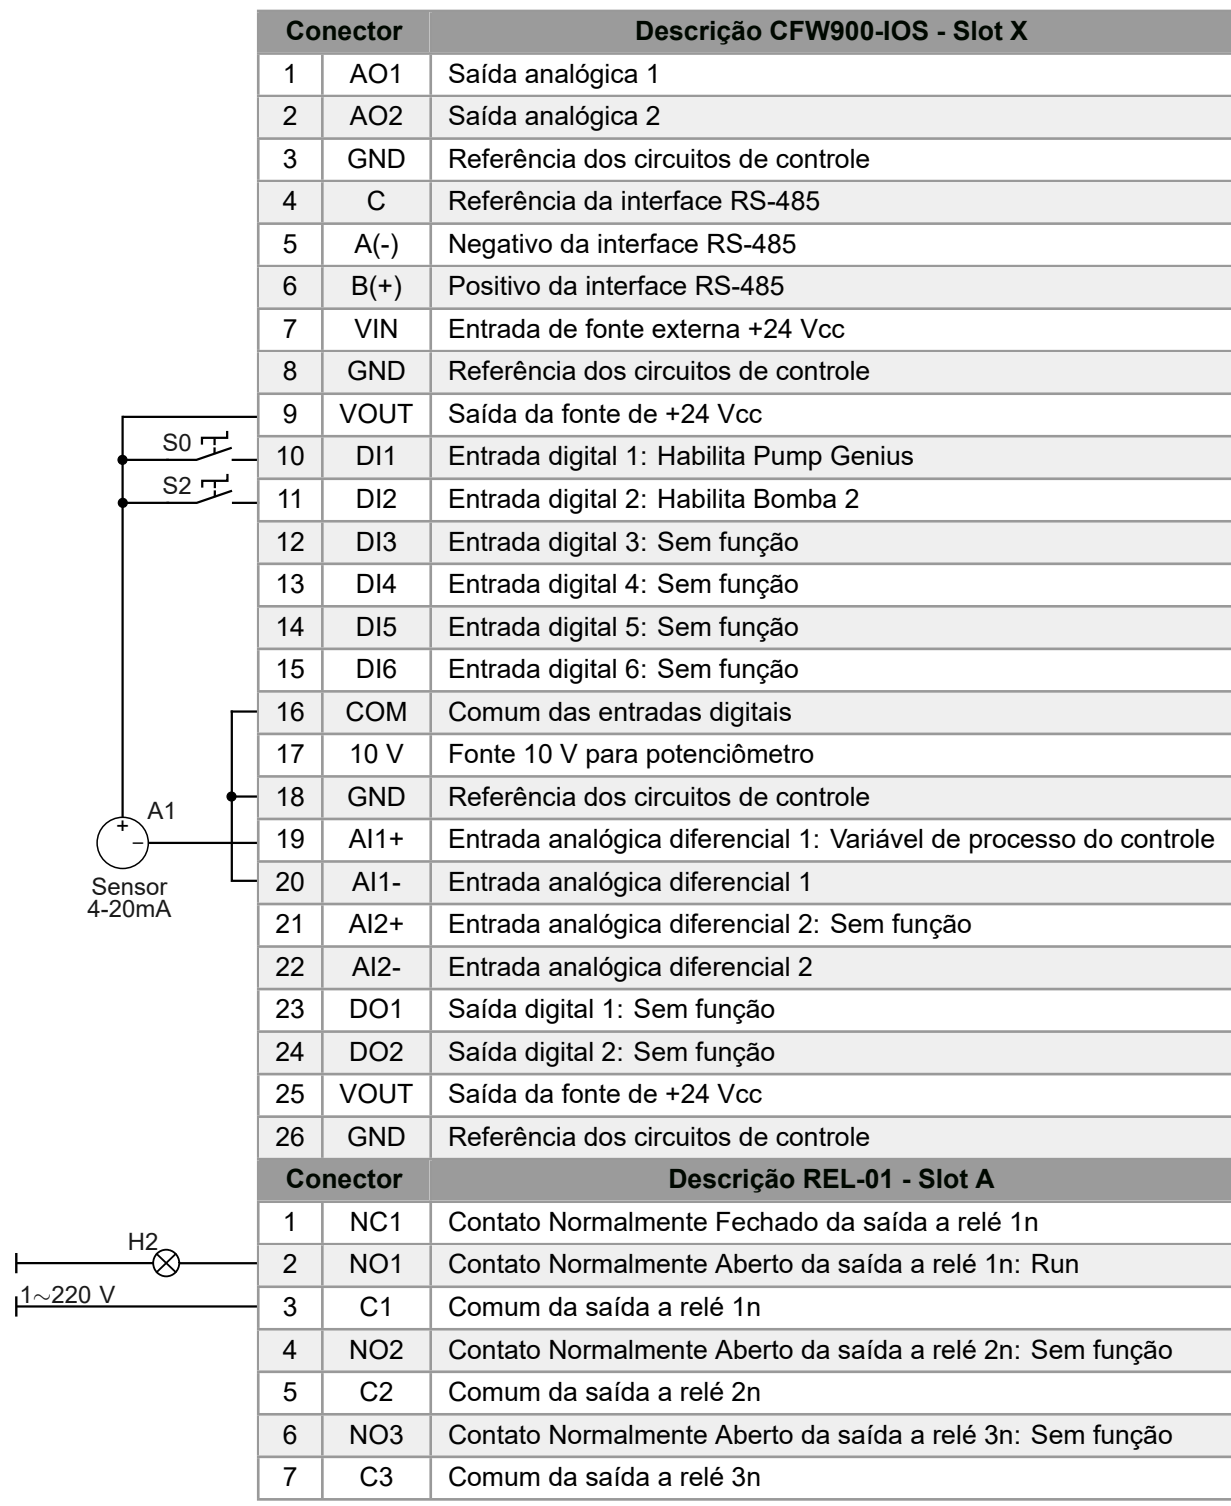 Conector Descrição CFW900-IOS - Slot X
1 AO1 Saída analógica 1
2 AO2 Saída analógica 2
3 GND Referência dos circuitos de controle
4 C Referência da interface RS-485
5 A(-) Negativo da interface RS-485
6 B(+) Positivo da interface RS-485
7 VIN Entrada de fonte externa +24 Vcc
8 GND Referência dos circuitos de controle
9 VOUT Saída da fonte de +24 Vcc
S0 10 DI1 Entrada digital 1: Habilita Pump Genius
S2 11 DI2 Entrada digital 2: Habilita Bomba 2
12 DI3 Entrada digital 3: Sem função
13 DI4 Entrada digital 4: Sem função
14 DI5 Entrada digital 5: Sem função
15 DI6 Entrada digital 6: Sem função
16 COM Comum das entradas digitais
17 10 V Fonte 10 V para potenciômetro
A1 18 GND Referência dos circuitos de controle
+ − 19 AI1+ Entrada analógica diferencial 1: Variável de processo do controle
Sensor 20 AI1- Entrada analógica diferencial 1
4-20mA 21 AI2+ Entrada analógica diferencial 2: Sem função
22 AI2- Entrada analógica diferencial 2
23 DO1 Saída digital 1: Sem função
24 DO2 Saída digital 2: Sem função
25 VOUT Saída da fonte de +24 Vcc
26 GND Referência dos circuitos de controle
Conector Descrição REL-01 - Slot A
1 NC1 Contato Normalmente Fechado da saída a relé 1n
H2 2 NO1 Contato Normalmente Aberto da saída a relé 1n: Run
1~220 V 3 C1 Comum da saída a relé 1n
4 NO2 Contato Normalmente Aberto da saída a relé 2n: Sem função
5 C2 Comum da saída a relé 2n
6 NO3 Contato Normalmente Aberto da saída a relé 3n: Sem função
7 C3 Comum da saída a relé 3n